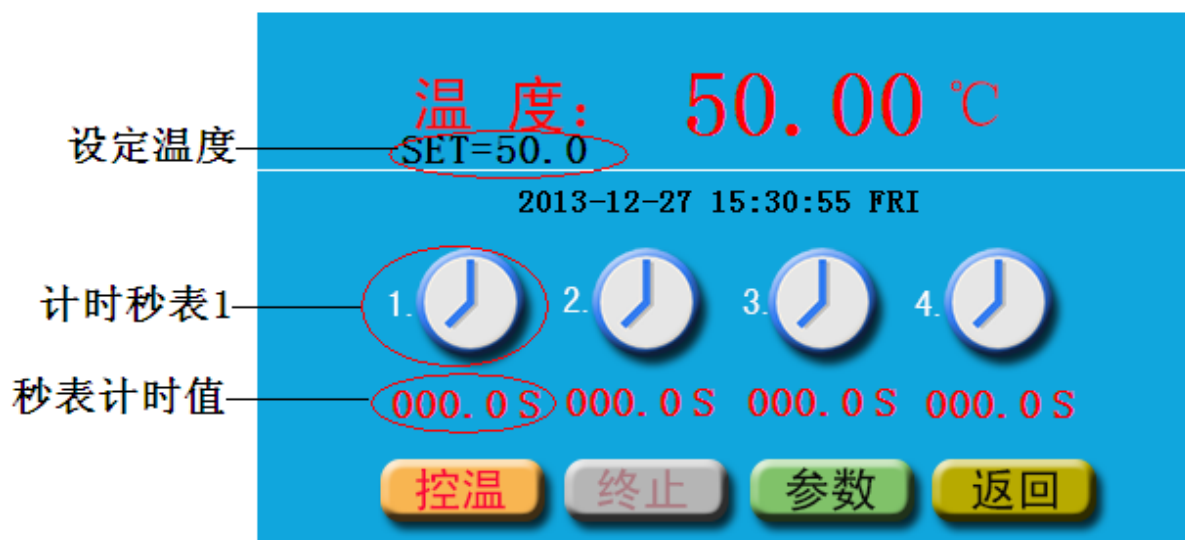 温 度: 50.00 ℃
设定温度
SET=50.0
2013-12-27 15:30:55 FRI
计时秒表1
1. 2. 3. 4.
秒表计时值
000.0S 000.0S 000.0S 000.0S
控温 终止 参数 返回